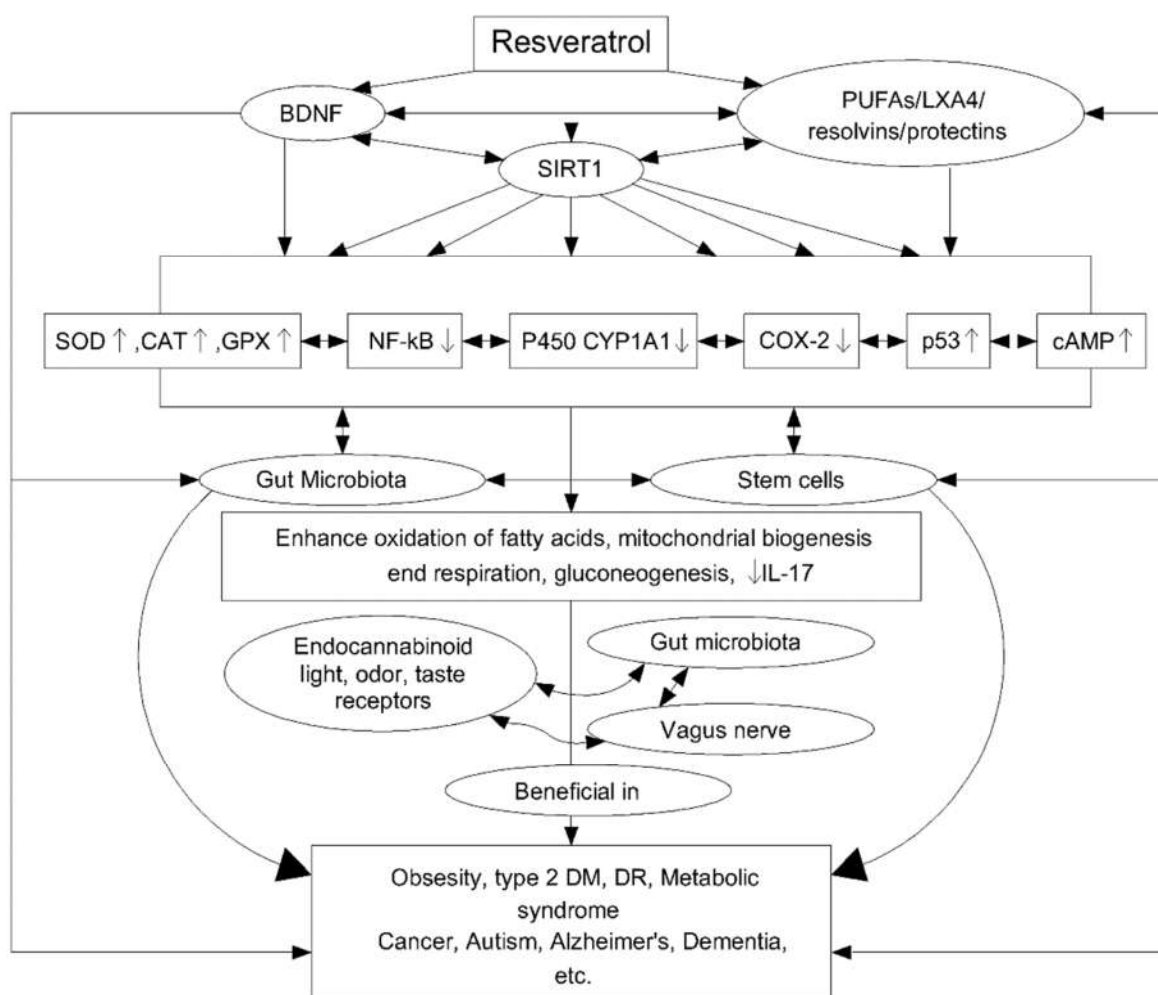 Resveratrol
BDNF
PUFAs/LXA4/
resolvins/protectins
SIRT1
SOD↑,CAT↑,GPX↑
NF-kB↓
P450 CYP1A1↓
COX-2↓
p53↑
cAMP↑
Gut Microbiota
Stem cells
Enhance oxidation of fatty acids, mitochondrial biogenesis
end respiration, gluconeogenesis, ↓IL-17
Endocannabinoid
light, odor, taste
receptors
Gut microbiota
Vagus nerve
Beneficial in
Obsesity, type 2 DM, DR, Metabolic
syndrome
Cancer, Autism, Alzheimer's, Dementia,
etc.